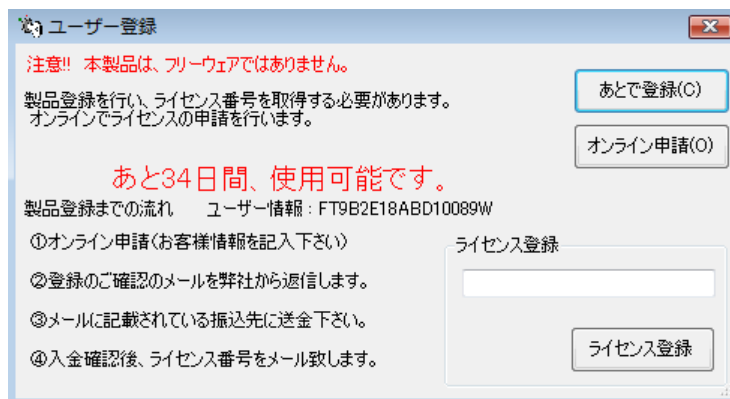 ユーザー登録
注意!! 本製品は、フリーウェアではありません。
あとで登録(C)
製品登録を行い、ライセンス番号を取得する必要があります。
オンラインでライセンスの申請を行います。
オンライン申請(O)
あと34日間、使用可能です。
製品登録までの流れ ユーザー情報:FT9B2E18ABD10089W
①オンライン申請(お客様情報を記入下さい)
ライセンス登録
②登録のご確認のメールを弊社から返信します。
③メールに記載されている振込先に送金下さい。
④入金確認後、ライセンス番号をメール致します。
ライセンス登録